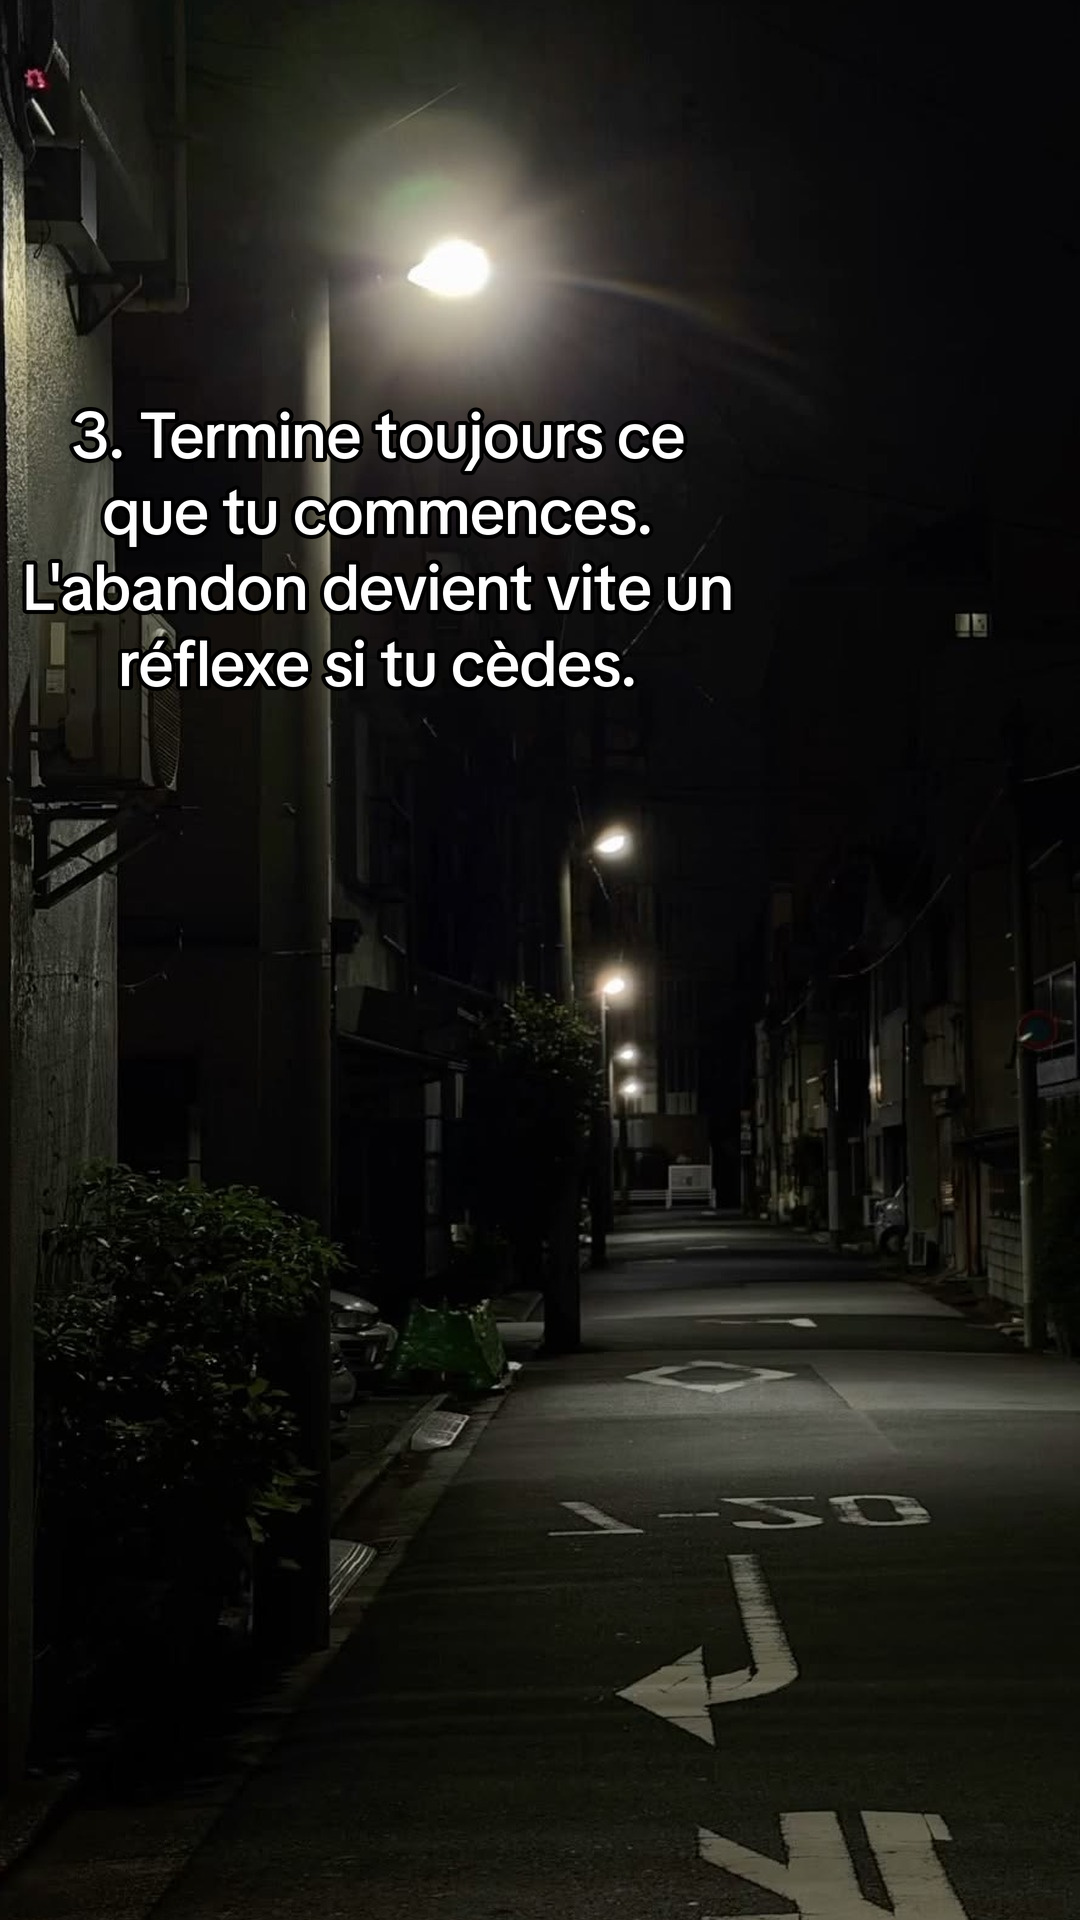 3. Termine toujours ce
que tu commences.
L'abandon devient vite un
réflexe si tu cèdes.